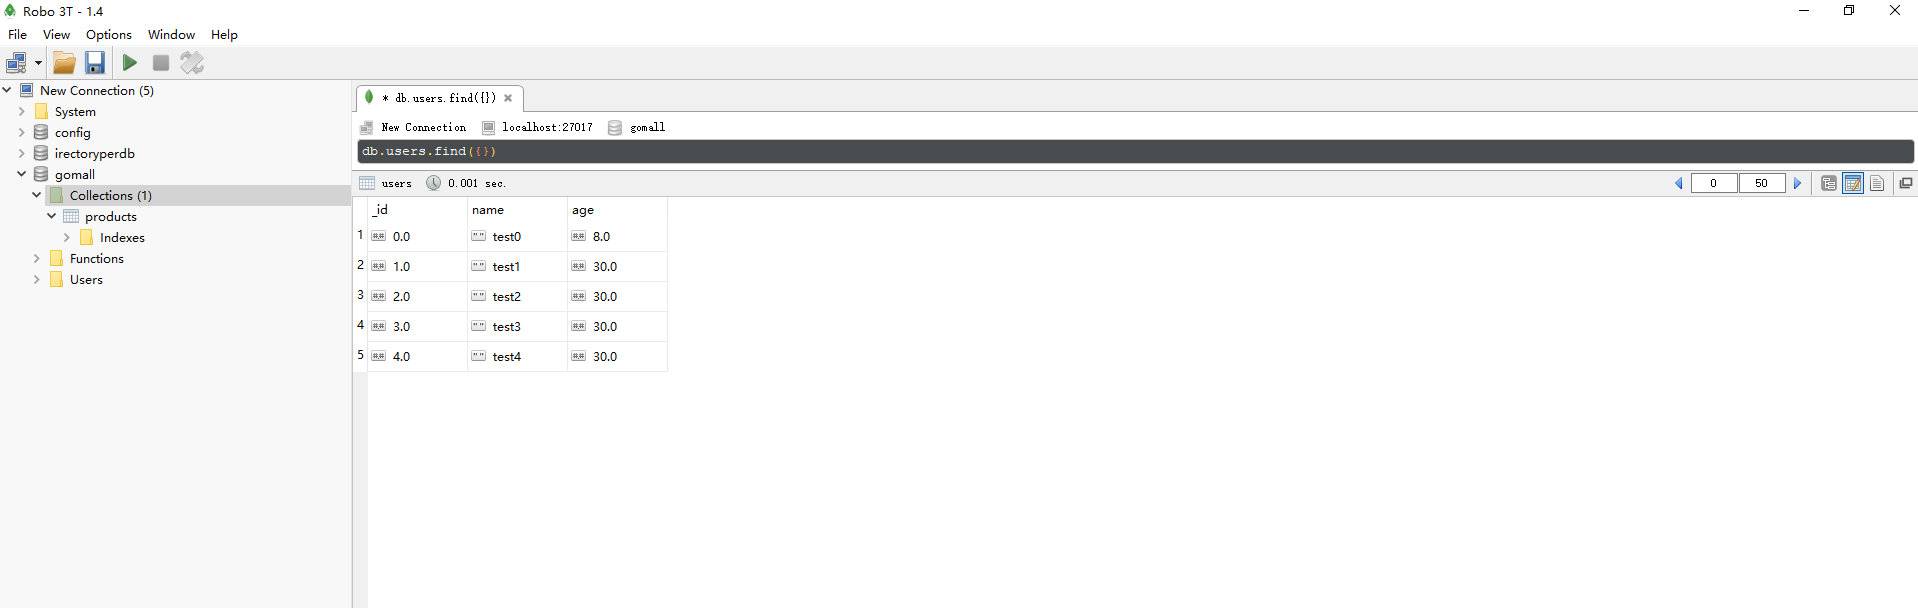 Robo 3T - 1.4
File View Options Window Help
New Connection (5)
System
config
irectoryperdb
gomall
Collections (1)
products
Indexes
Functions
Users
* db.users.find({})
New Connection localhost:27017 gomall
db.users.find({})
users 0.001 sec. 0 50
_id name age
1 ## 0.0 "" test0 ## 8.0
2 ## 1.0 "" test1 ## 30.0
3 ## 2.0 "" test2 ## 30.0
4 ## 3.0 "" test3 ## 30.0
5 ## 4.0 "" test4 ## 30.0